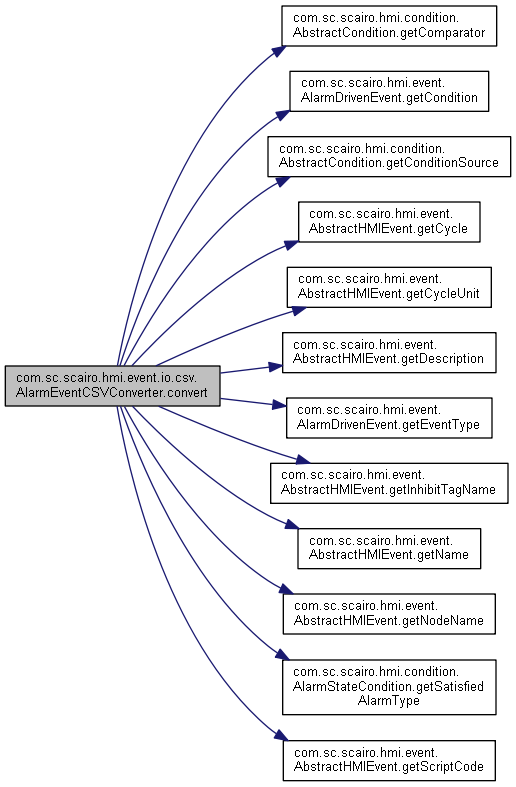 com.sc.scairo.hmi.condition.
AbstractCondition.getComparator
com.sc.scairo.hmi.event.
AlarmDrivenEvent.getCondition
com.sc.scairo.hmi.condition.
AbstractCondition.getConditionSource
com.sc.scairo.hmi.event.
AbstractHMIEvent.getCycle
com.sc.scairo.hmi.event.
AbstractHMIEvent.getCycleUnit
com.sc.scairo.hmi.event.
AbstractHMIEvent.getDescription
com.sc.scairo.hmi.event.io.csv.
AlarmEventCSVConverter.convert
com.sc.scairo.hmi.event.
AlarmDrivenEvent.getEventType
com.sc.scairo.hmi.event.
AbstractHMIEvent.getInhibitTagName
com.sc.scairo.hmi.event.
AbstractHMIEvent.getName
com.sc.scairo.hmi.event.
AbstractHMIEvent.getNodeName
com.sc.scairo.hmi.condition.
AlarmStateCondition.getSatisfied
AlarmType
com.sc.scairo.hmi.event.
AbstractHMIEvent.getScriptCode